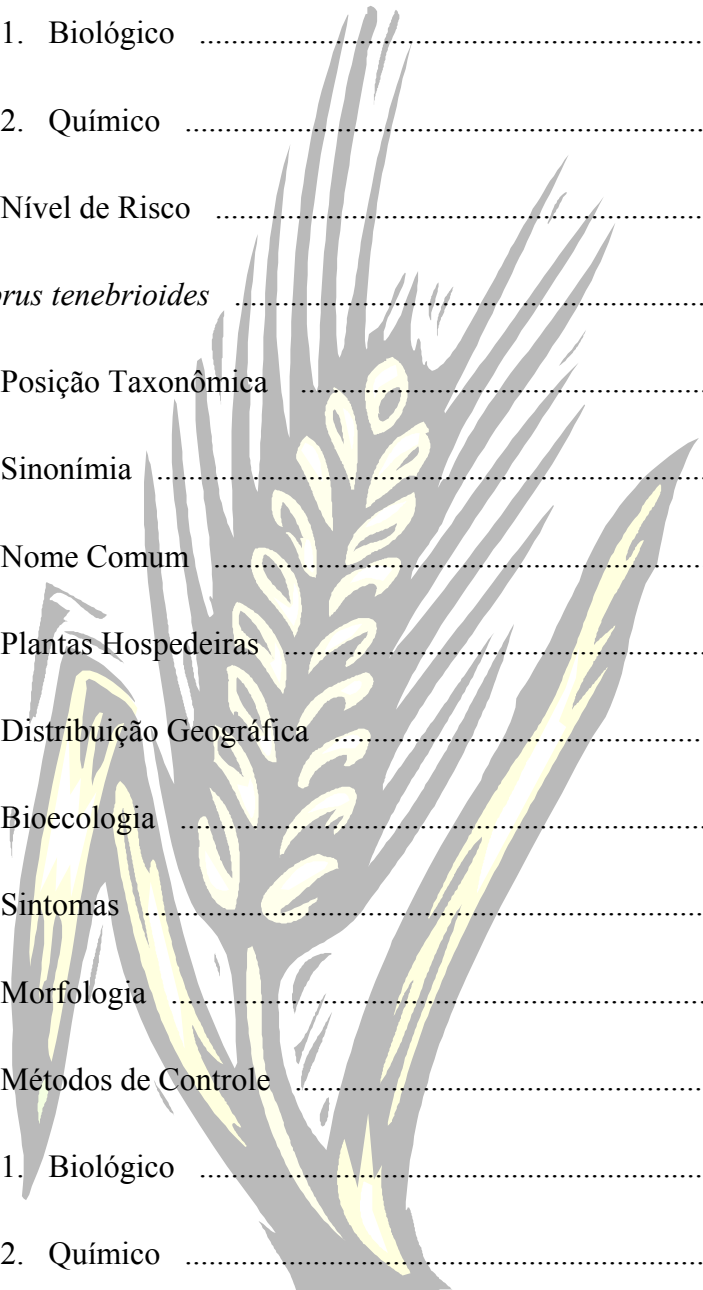 1. Biológico ................................................................
2. Químico ................................................................
Nível de Risco ................................................................
orus tenebrioides ................................................................
Posição Taxonômica ................................................................
Sinonímia ................................................................
Nome Comum ................................................................
Plantas Hospedeiras ................................................................
Distribuição Geográfica ................................................................
Bioecologia ................................................................
Sintomas ................................................................
Morfologia ................................................................
Métodos de Controle ................................................................
1. Biológico ................................................................
2. Químico ................................................................